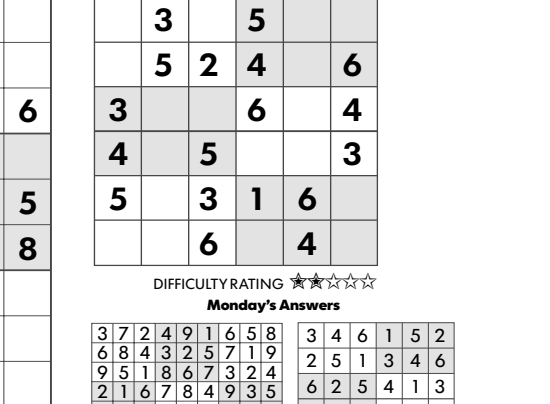 3 5
5 2 4 6
6
3 6 4
4 5 3
5
5 3 1 6
8
6 4
DIFFICULTY RATING ★★☆☆☆
Monday's Answers
3 7 2 4 9 1 6 5 8
6 8 4 3 2 5 7 1 9
9 5 1 8 6 7 3 2 4
2 1 6 7 8 4 9 3 5
3 4 6 1 5 2
2 5 1 3 4 6
6 2 5 4 1 3